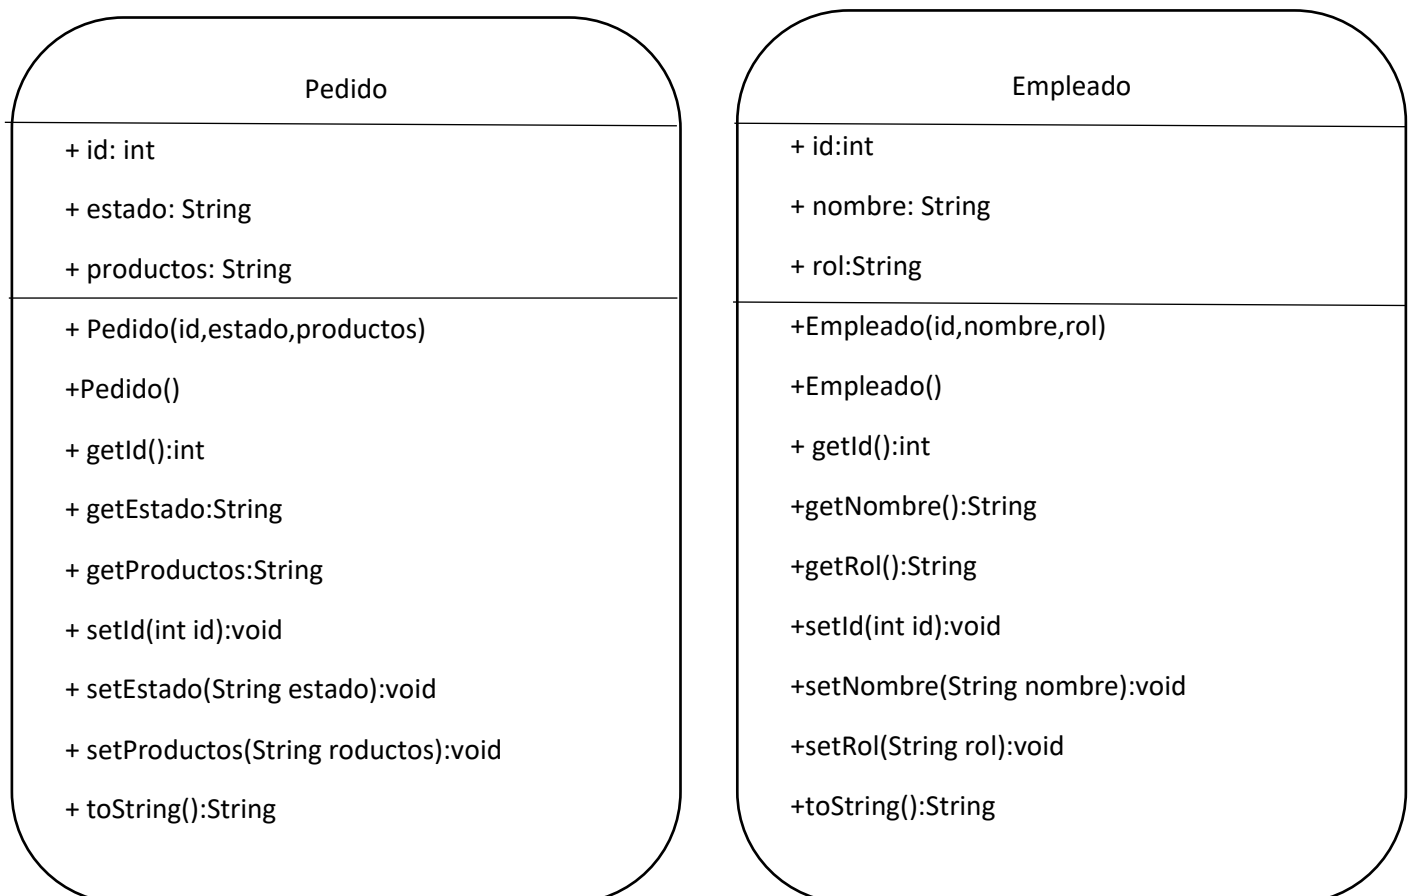 Pedido
+ id: int
+ estado: String
+ productos: String
+ Pedido(id,estado,productos)
+Pedido()
+ getId():int
+ getEstado:String
+ getProductos:String
+ setId(int id):void
+ setEstado(String estado):void
+ setProductos(String roductos):void
+ toString():String
Empleado
+ id:int
+ nombre: String
+ rol:String
+Empleado(id,nombre,rol)
+Empleado()
+ getId():int
+getNombre():String
+getRol():String
+setId(int id):void
+setNombre(String nombre):void
+setRol(String rol):void
+toString():String